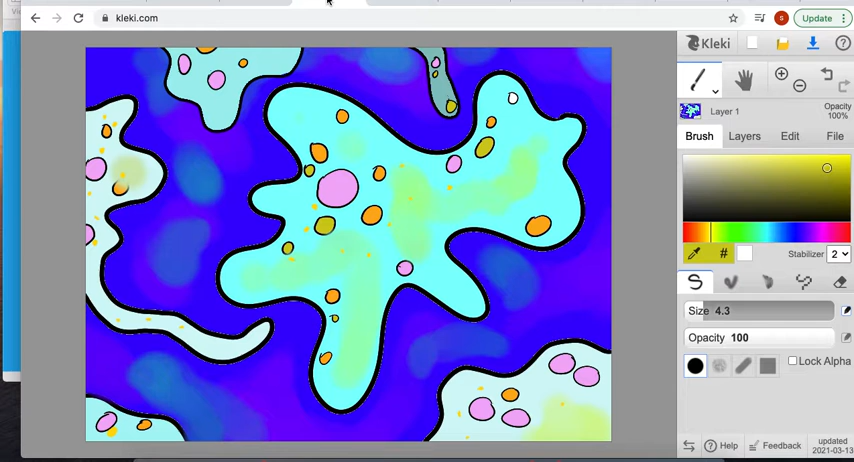 kleki.com
S
Update
Kleki
Layer 1
Opacity
100%
Brush
Layers
Edit
File
#
Stabilizer 2
Size 4.3
Opacity 100
Lock Alpha
Help
Feedback
updated
2021-03-13